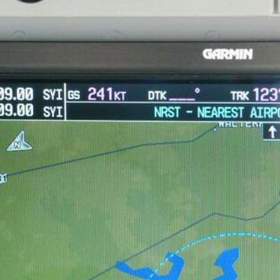 GARMIN
09.00 SYI GS 241KT DTK ___° TRK 123°
09.00 SYI NRST - NEAREST AIRPO
N